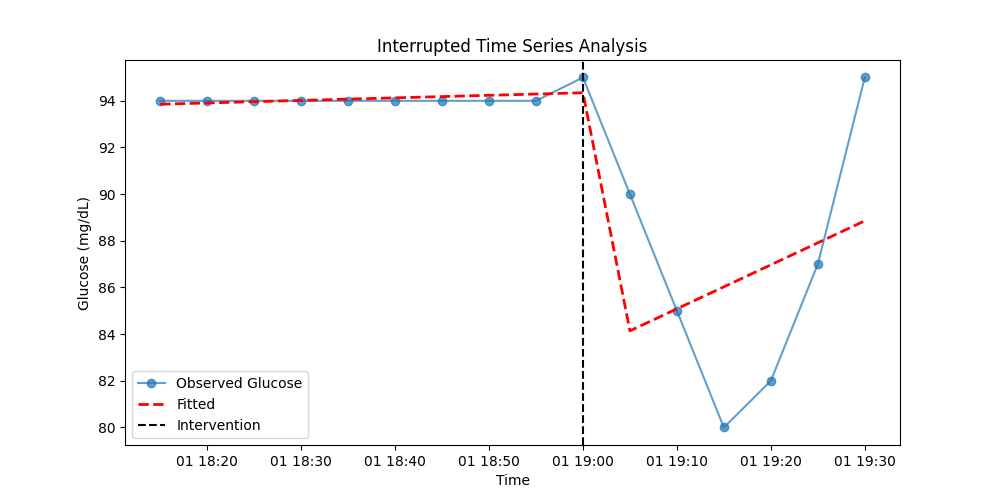 Interrupted Time Series Analysis
Glucose (mg/dL)
94
92
90
88
86
84
82
80
Observed Glucose
Fitted
Intervention
01 18:20 01 18:30 01 18:40 01 18:50 01 19:00 01 19:10 01 19:20 01 19:30
Time